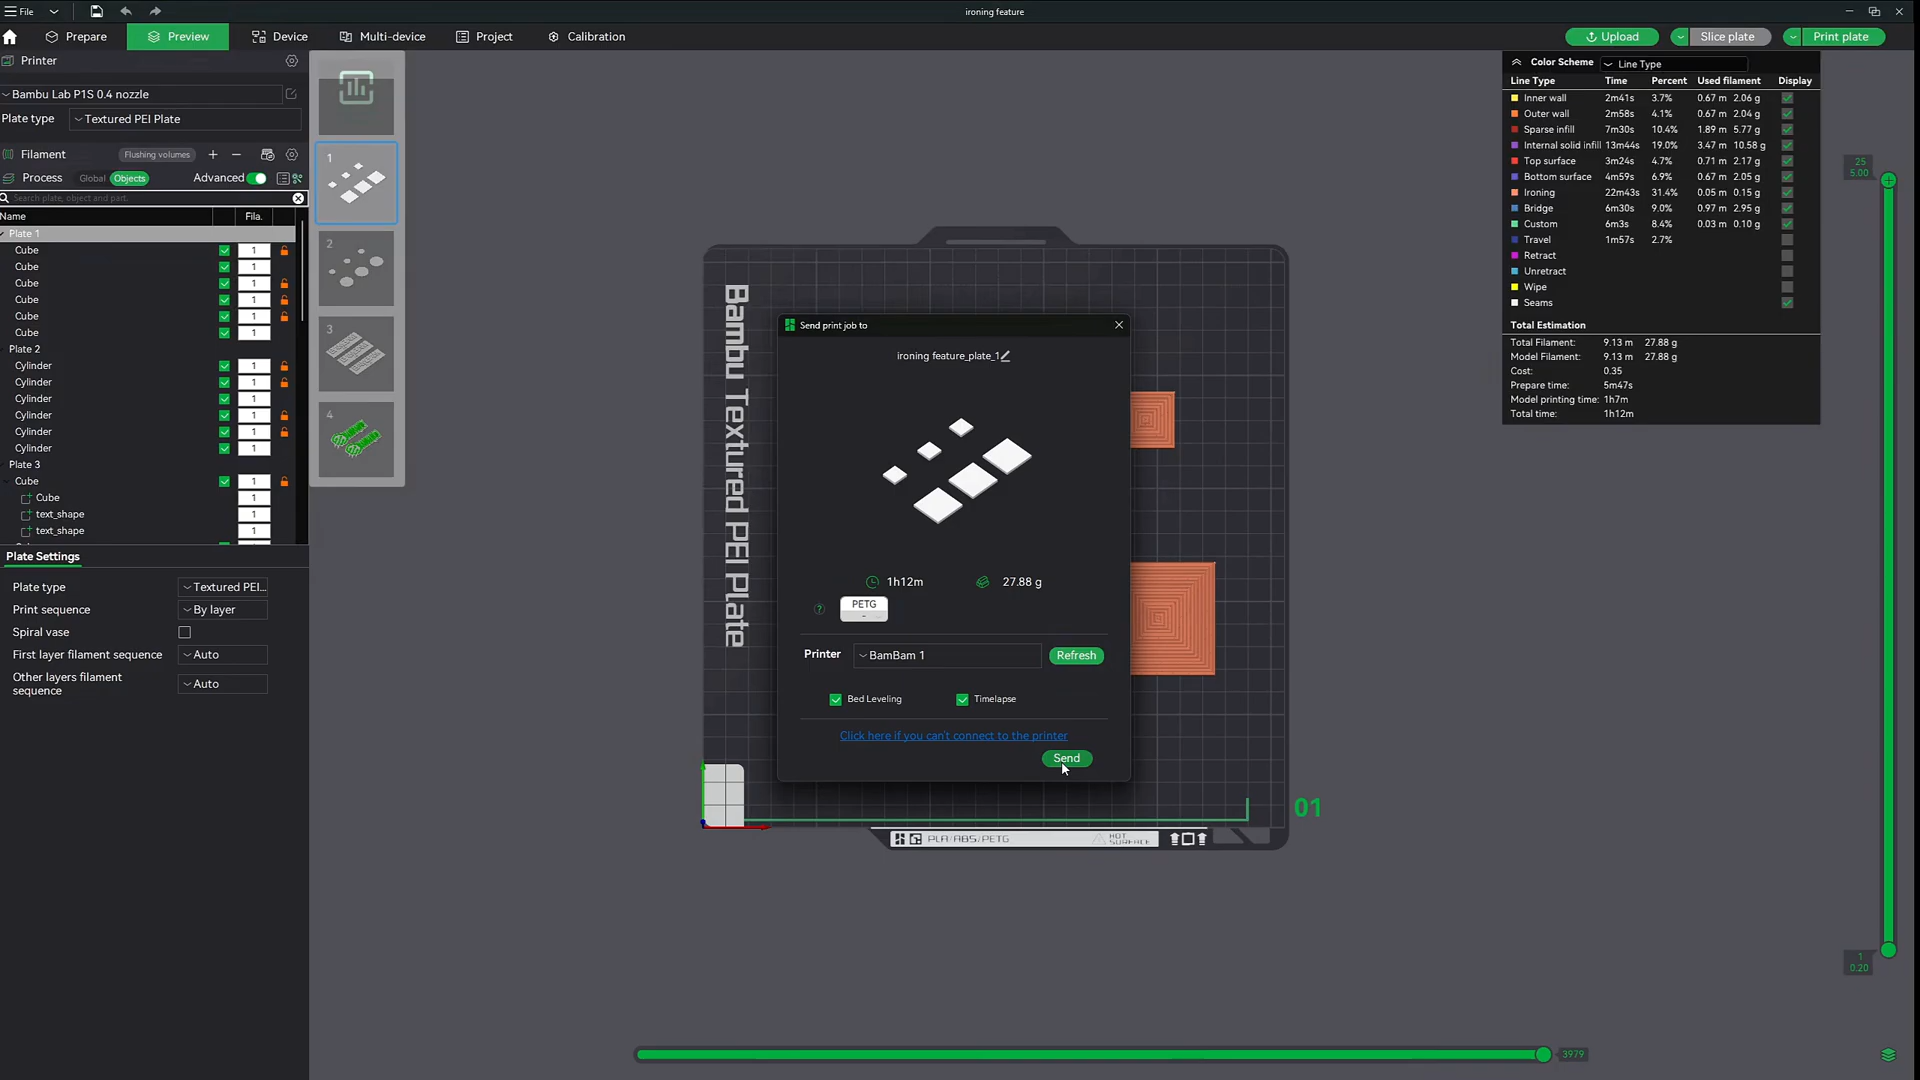 File
ironing feature
Prepare
Preview
Device
Multi-device
Project
Calibration
Upload
Slice plate
Print plate
Printer
Bambu Lab P1S 0.4 nozzle
Plate type
Textured PEI Plate
Filament
Flushing volumes
Process
Global
Objects
Advanced
Search plate, object and part.
Name
Fila.
Plate 1
Cube 1
Cube 1
Cube 1
Cube 1
Cube 1
Cube 1
Plate 2
Cylinder 1
Cylinder 1
Cylinder 1
Cylinder 1
Cylinder 1
Cylinder 1
Plate 3
Cube 1
Cube 1
text_shape 1
text_shape 1
Plate Settings
Plate type Textured PEI...
Print sequence By layer
Spiral vase
First layer filament sequence Auto
Other layers filament
sequence Auto
1
2
3
4
Bambu Textured PEI Plate
Send print job to
ironing feature_plate_1
1h12m 27.88 g
?
PETG
-
Printer BamBam 1 Refresh
Bed Leveling Timelapse
Click here if you can't connect to the printer
Send
01
PLA/ABS/PETG
HOT
SURFACE
Color Scheme Line Type
Line Type Time Percent Used filament Display
Inner wall 2m41s 3.7% 0.67 m 2.06 g
Outer wall 2m58s 4.1% 0.67 m 2.04 g
Sparse infill 7m30s 10.4% 1.89 m 5.77 g
Internal solid infill 13m44s 19.0% 3.47 m 10.58 g
Top surface 3m24s 4.7% 0.71 m 2.17 g
Bottom surface 4m59s 6.9% 0.67 m 2.05 g
Ironing 22m43s 31.4% 0.05 m 0.15 g
Bridge 6m30s 9.0% 0.97 m 2.95 g
Custom 6m3s 8.4% 0.03 m 0.10 g
Travel 1m57s 2.7%
Retract
Unretract
Wipe
Seams
Total Estimation
Total Filament: 9.13 m 27.88 g
Model Filament: 9.13 m 27.88 g
Cost: 0.35
Prepare time: 5m47s
Model printing time: 1h7m
Total time: 1h12m
25
5.00
1
0.20
3979